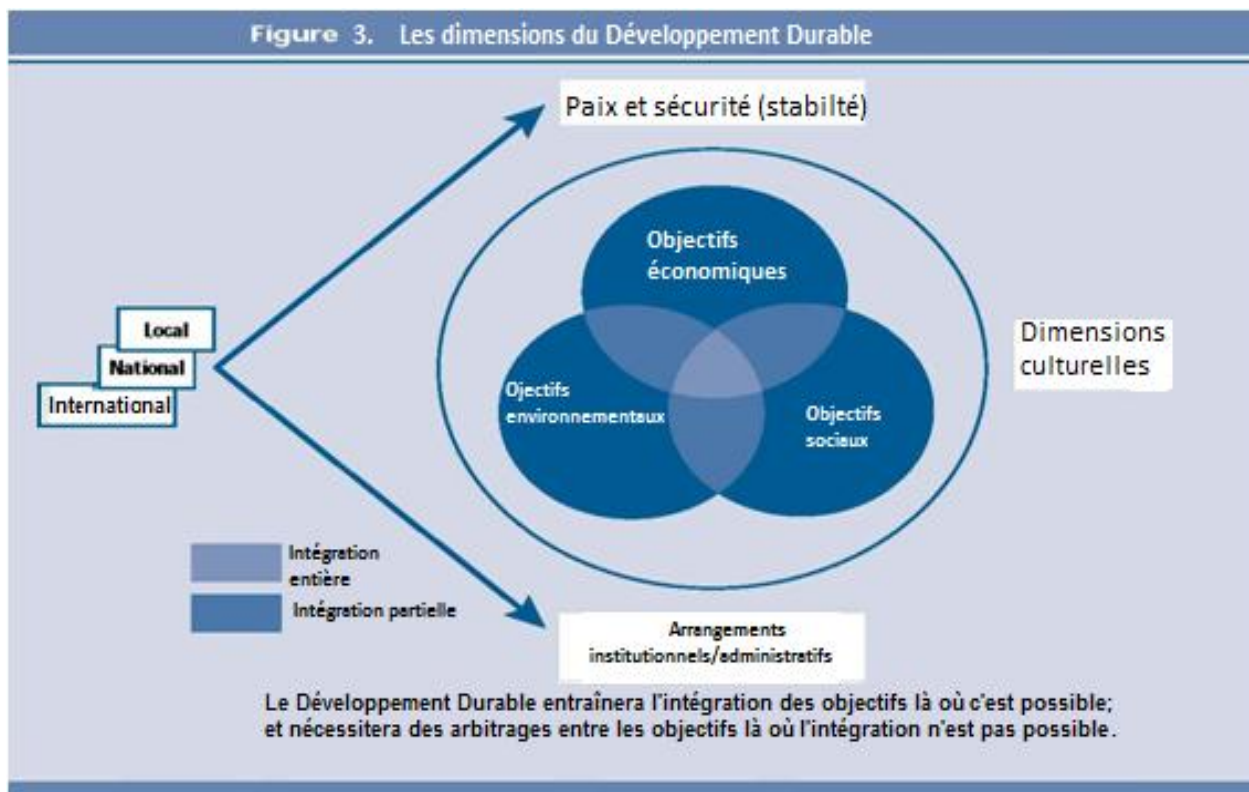 Figure 3. Les dimensions du Développement Durable
Paix et sécurité (stabilté)
Objectifs
économiques
Local
National
International
Dimensions
culturelles
Ojectifs
environnementaux
Objectifs
sociaux
Intégration
entière
Intégration partielle
Arrangements
institutionnels/administratifs
Le Développement Durable entraînera l'intégration des objectifs là où c'est possible;
et nécessitera des arbitrages entre les objectifs là où l'intégration n'est pas possible.